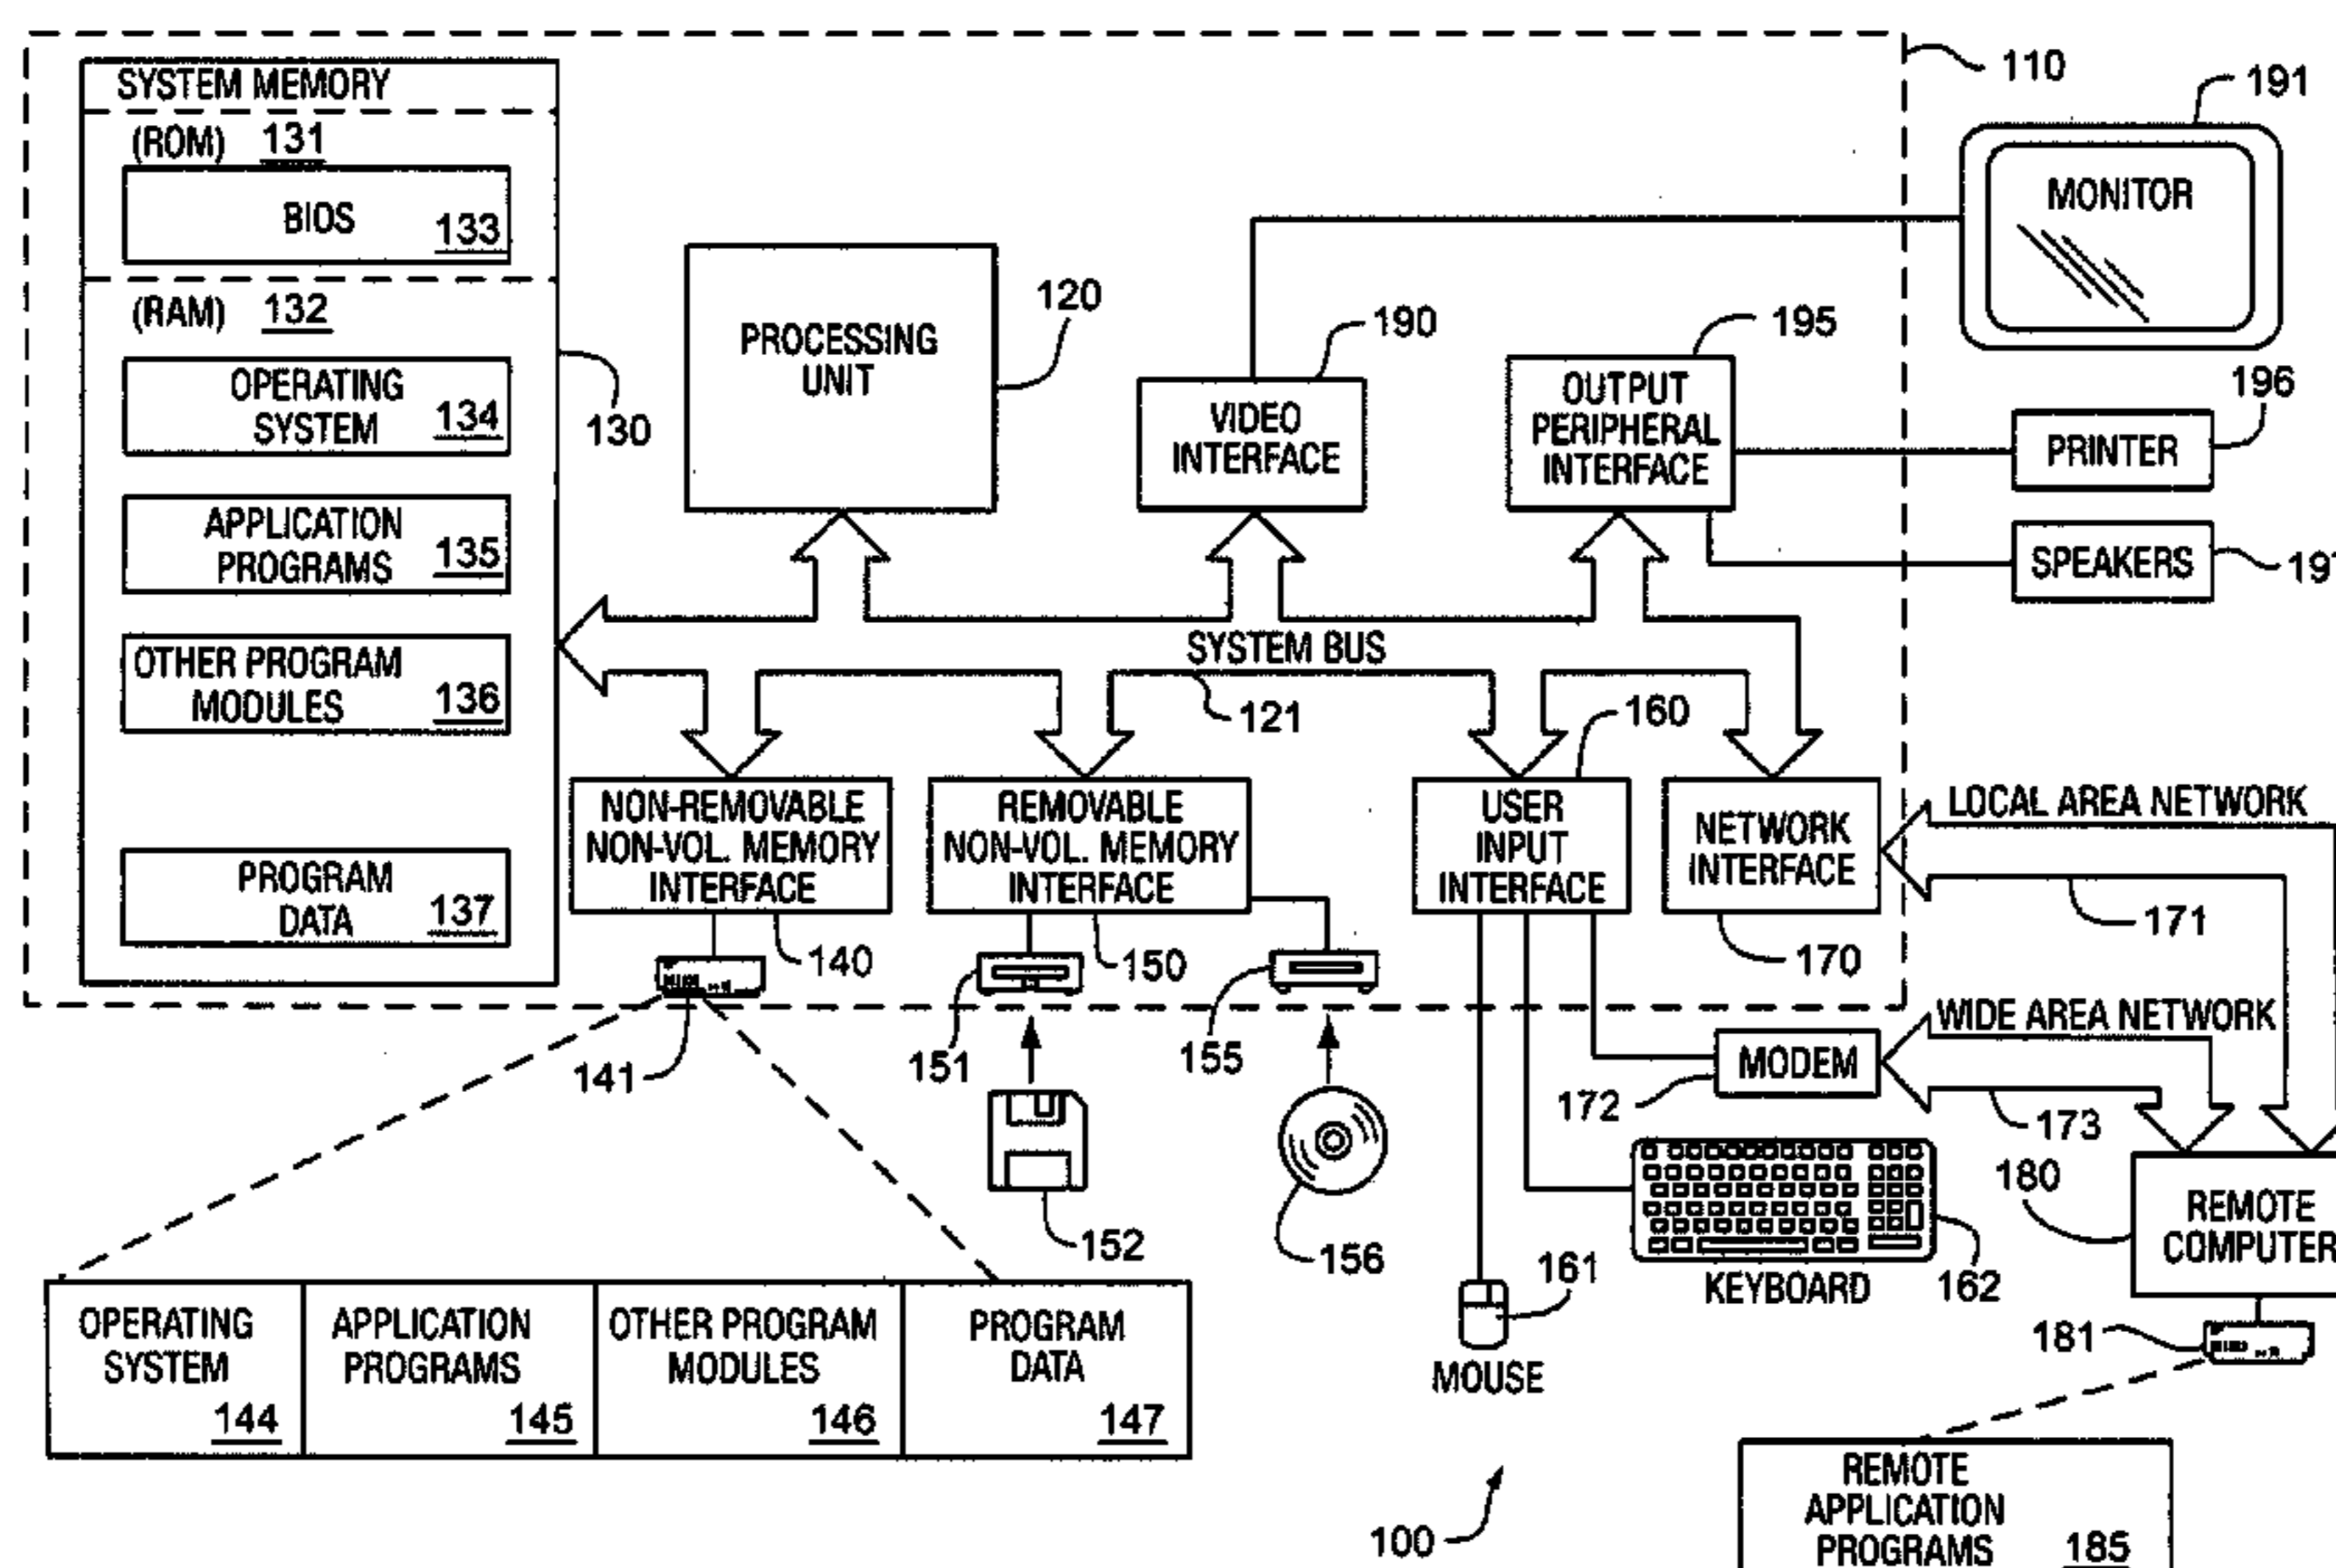 SYSTEM MEMORY
(ROM) 131
BIOS 133
(RAM) 132
OPERATING
SYSTEM 134
APPLICATION
PROGRAMS 135
OTHER PROGRAM
MODULES 136
PROGRAM
DATA 137
130
PROCESSING
UNIT
120
VIDEO
INTERFACE
190
OUTPUT
PERIPHERAL
INTERFACE
195
110
191
MONITOR
196
PRINTER
SPEAKERS
SYSTEM BUS
121
NON-REMOVABLE
NON-VOL. MEMORY
INTERFACE
140
REMOVABLE
NON-VOL. MEMORY
INTERFACE
150
USER
INPUT
INTERFACE
160
NETWORK
INTERFACE
170
LOCAL AREA NETWORK
171
WIDE AREA NETWORK
173
141
151
155
152
156
MODEM
172
KEYBOARD
162
161
MOUSE
180
REMOTE
COMPUTER
181
OPERATING
SYSTEM
144
APPLICATION
PROGRAMS
145
OTHER PROGRAM
MODULES
146
PROGRAM
DATA
147
100
REMOTE
APPLICATION
PROGRAMS 185